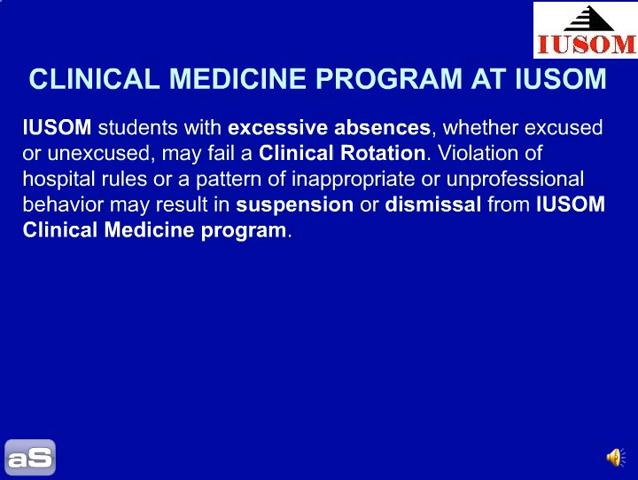 IUSOM
CLINICAL MEDICINE PROGRAM AT IUSOM
IUSOM students with excessive absences, whether excused
or unexcused, may fail a Clinical Rotation. Violation of
hospital rules or a pattern of inappropriate or unprofessional
behavior may result in suspension or dismissal from IUSOM
Clinical Medicine program.
aS